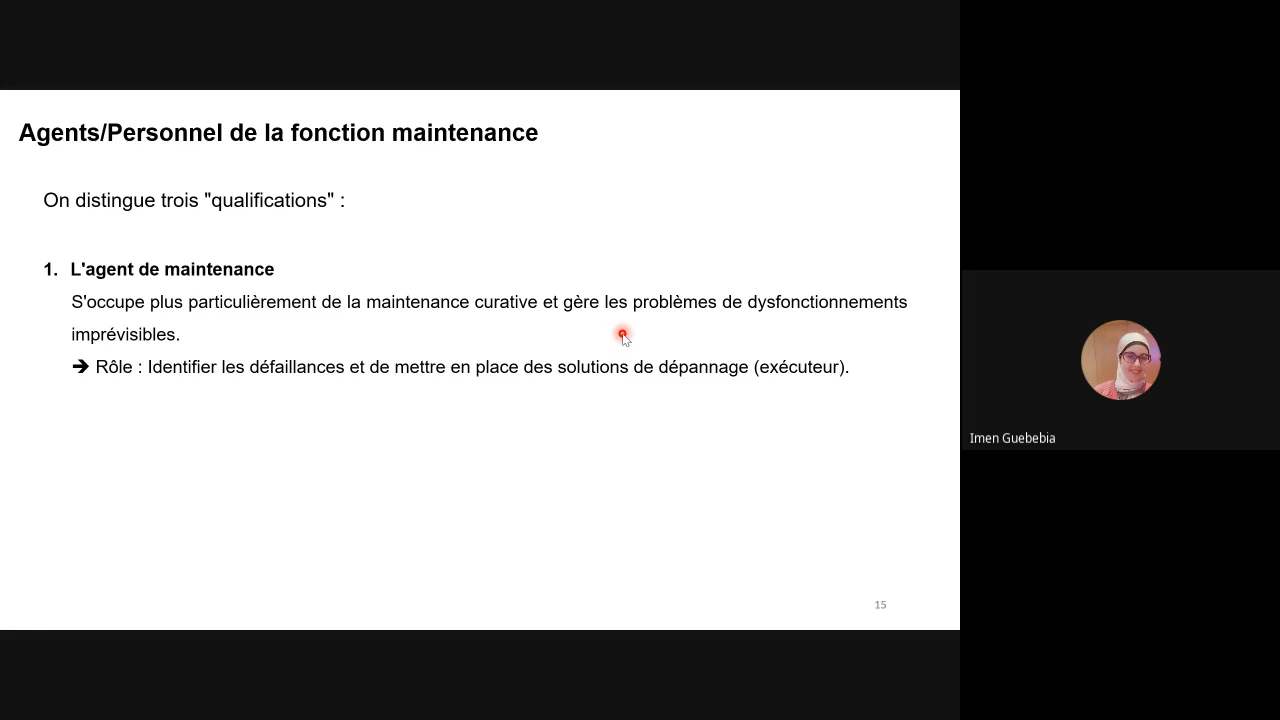 Agents/Personnel de la fonction maintenance
On distingue trois "qualifications" :
1. L'agent de maintenance
S'occupe plus particulièrement de la maintenance curative et gère les problèmes de dysfonctionnements
imprévisibles.
➔ Rôle : Identifier les défaillances et de mettre en place des solutions de dépannage (exécuteur).
15
Imen Guebebia